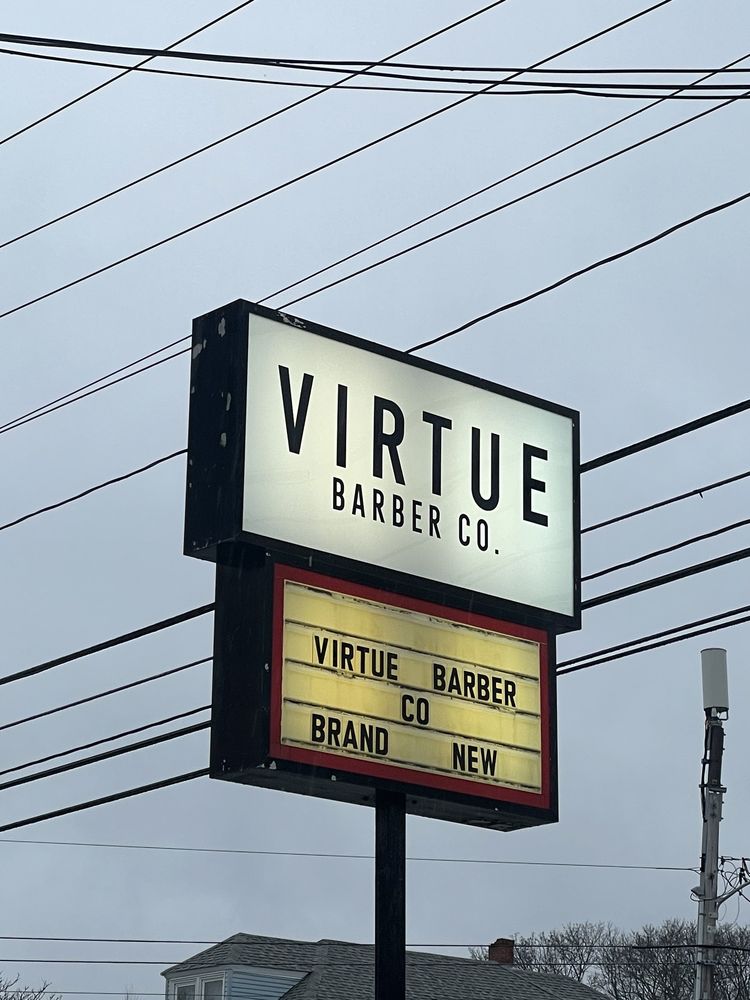 VIRTUE
BARBER CO.
VIRTUE BARBER
CO
BRAND NEW